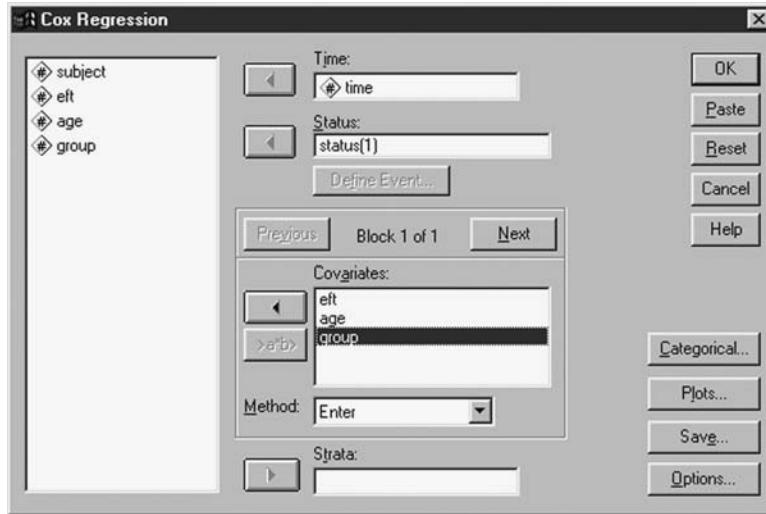 Cox Regression
subject
eft
age
group
Time:
time
Status:
status(1)
Define Event...
Previous
Block 1 of 1
Next
Covariates:
eft
age
group
>a*b>
Method:
Enter
Strata:
OK
Paste
Reset
Cancel
Help
Categorical...
Plots...
Save...
Options...